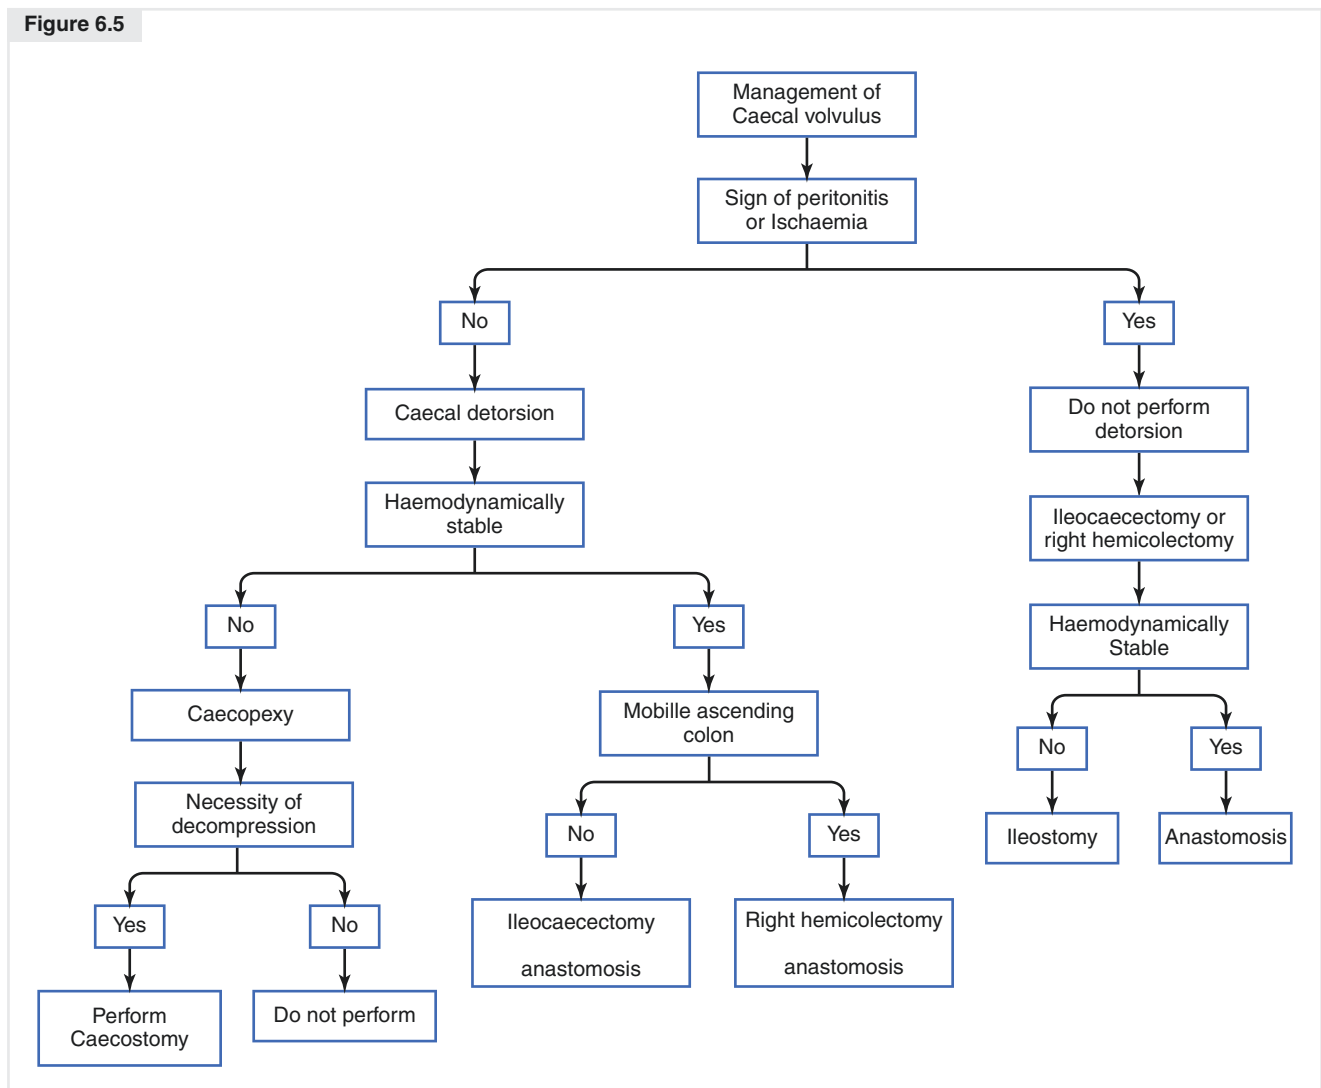 Figure 6.5
Management of
Caecal volvulus
Sign of peritonitis
or Ischaemia
No
Yes
Caecal detorsion
Do not perform
detorsion
Haemodynamically
stable
Ileocaecectomy or
right hemicolectomy
No
Yes
Haemodynamically
Stable
Caecopexy
Mobille ascending
colon
No
Yes
Necessity of
decompression
No
Yes
Ileostomy
Anastomosis
Yes
No
Ileocaecectomy
anastomosis
Right hemicolectomy
anastomosis
Perform
Caecostomy
Do not perform